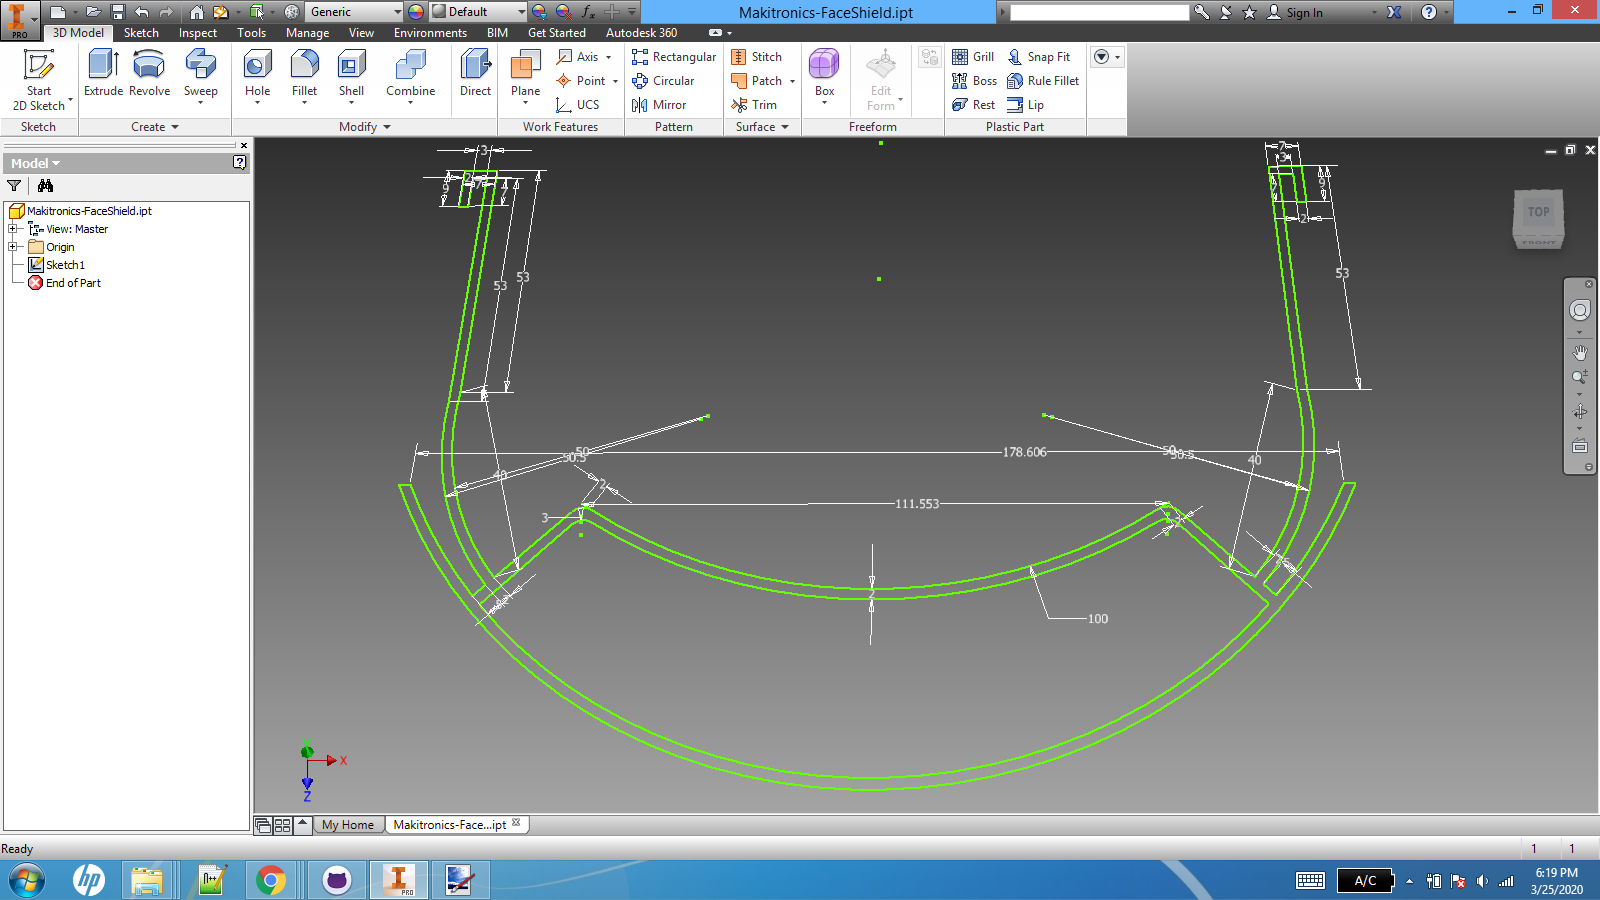 I
PRO
Generic
Default
fx
Makitronics-FaceShield.ipt
Sign In
3D Model
Sketch
Inspect
Tools
Manage
View
Environments
BIM
Get Started
Autodesk 360
Start
2D Sketch
Extrude
Revolve
Sweep
Hole
Fillet
Shell
Combine
Direct
Plane
Axis
Point
UCS
Rectangular
Circular
Mirror
Stitch
Patch
Trim
Box
Edit
Form
Grill
Boss
Rest
Snap Fit
Rule Fillet
Lip
Sketch
Create
Modify
Work Features
Pattern
Surface
Freeform
Plastic Part
Model
Makitronics-FaceShield.ipt
View: Master
Origin
Sketch1
End of Part
3
9
2
7
7
53
53
7
3
9
2
53
TOP
FRONT
50
50.5
40
178.606
50
50.5
40
2
3
111.553
2
100
Y
X
Z
My Home
Makitronics-Face...ipt
Ready
1
1
hp
I
PRO
A/C
6:19 PM
3/25/2020